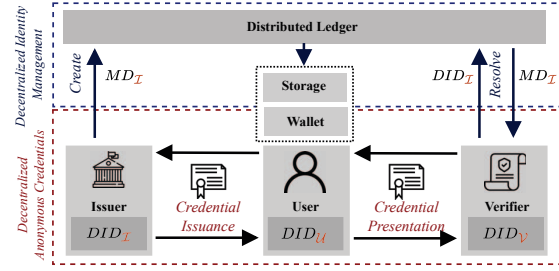 Decentralized Identity
Management
Distributed Ledger
Create
MD_I
Storage
Wallet
DID_I
Resolve
MD_I
Decentralized
Anonymous Credentials
Issuer
DID_I
Credential
Issuance
User
DID_U
Credential
Presentation
Verifier
DID_V